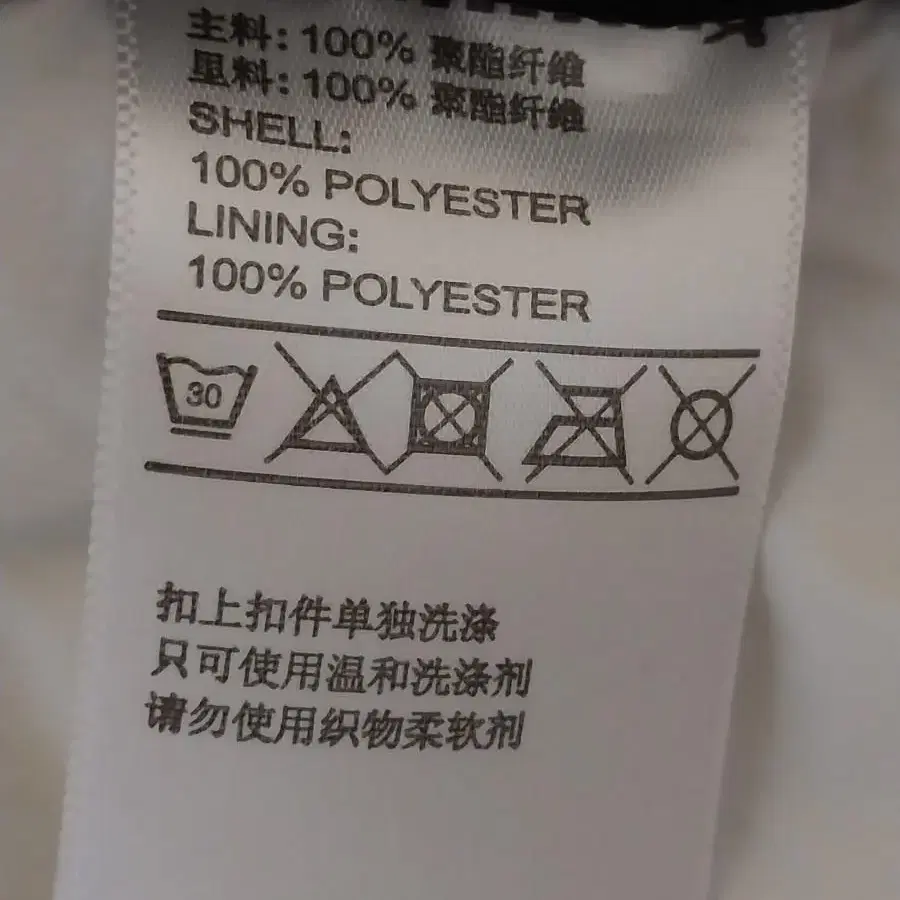 主料: 100% 聚酯纤维
里料: 100% 聚酯纤维
SHELL:
100% POLYESTER
LINING:
100% POLYESTER
30
扣上扣件单独洗涤
只可使用温和洗涤剂
请勿使用织物柔软剂